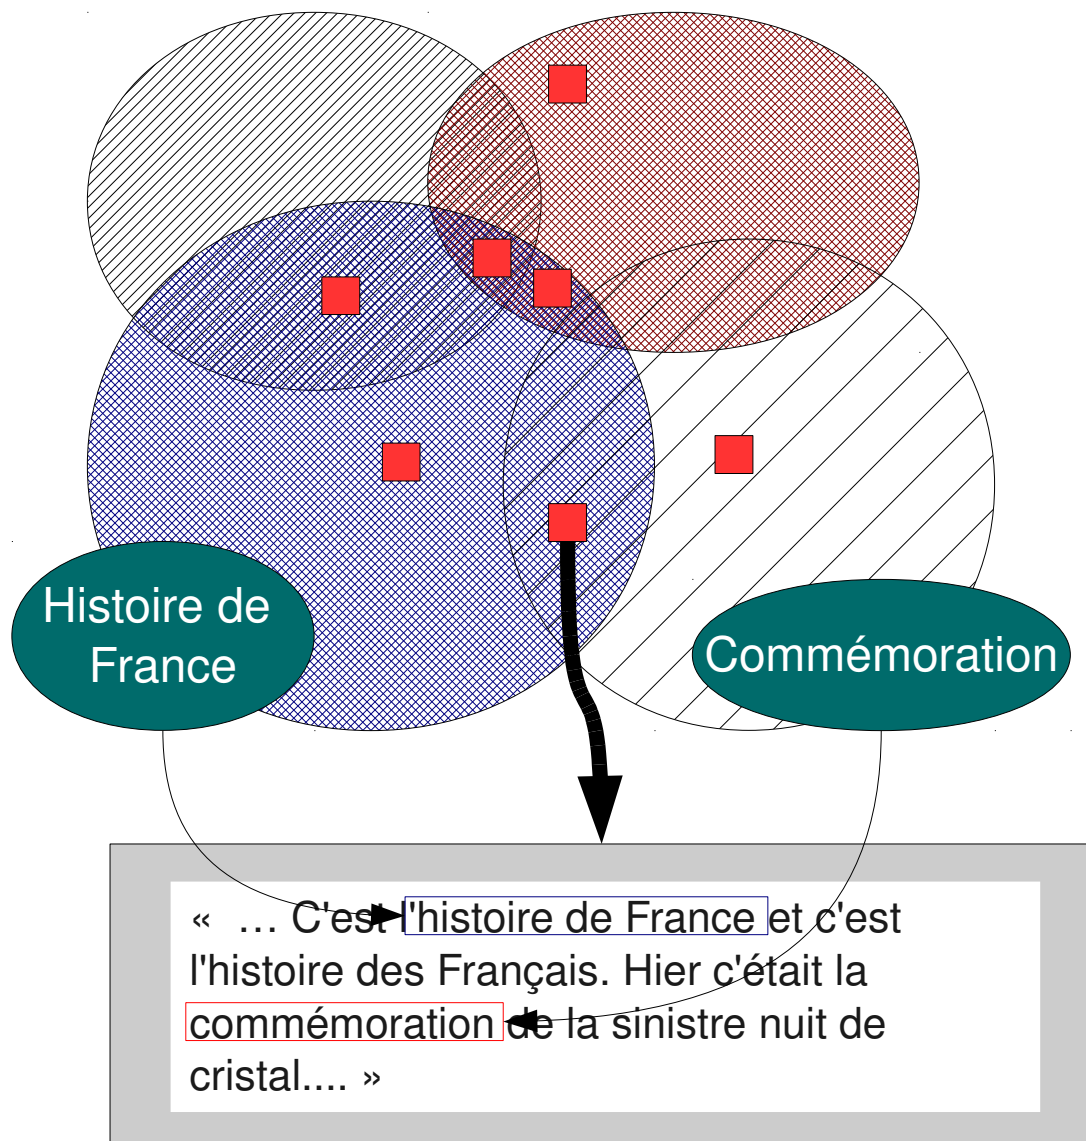 Histoire de
France
Commémoration
« … C'est l'histoire de France et c'est
l'histoire des Français. Hier c'était la
commémoration de la sinistre nuit de
cristal.... »